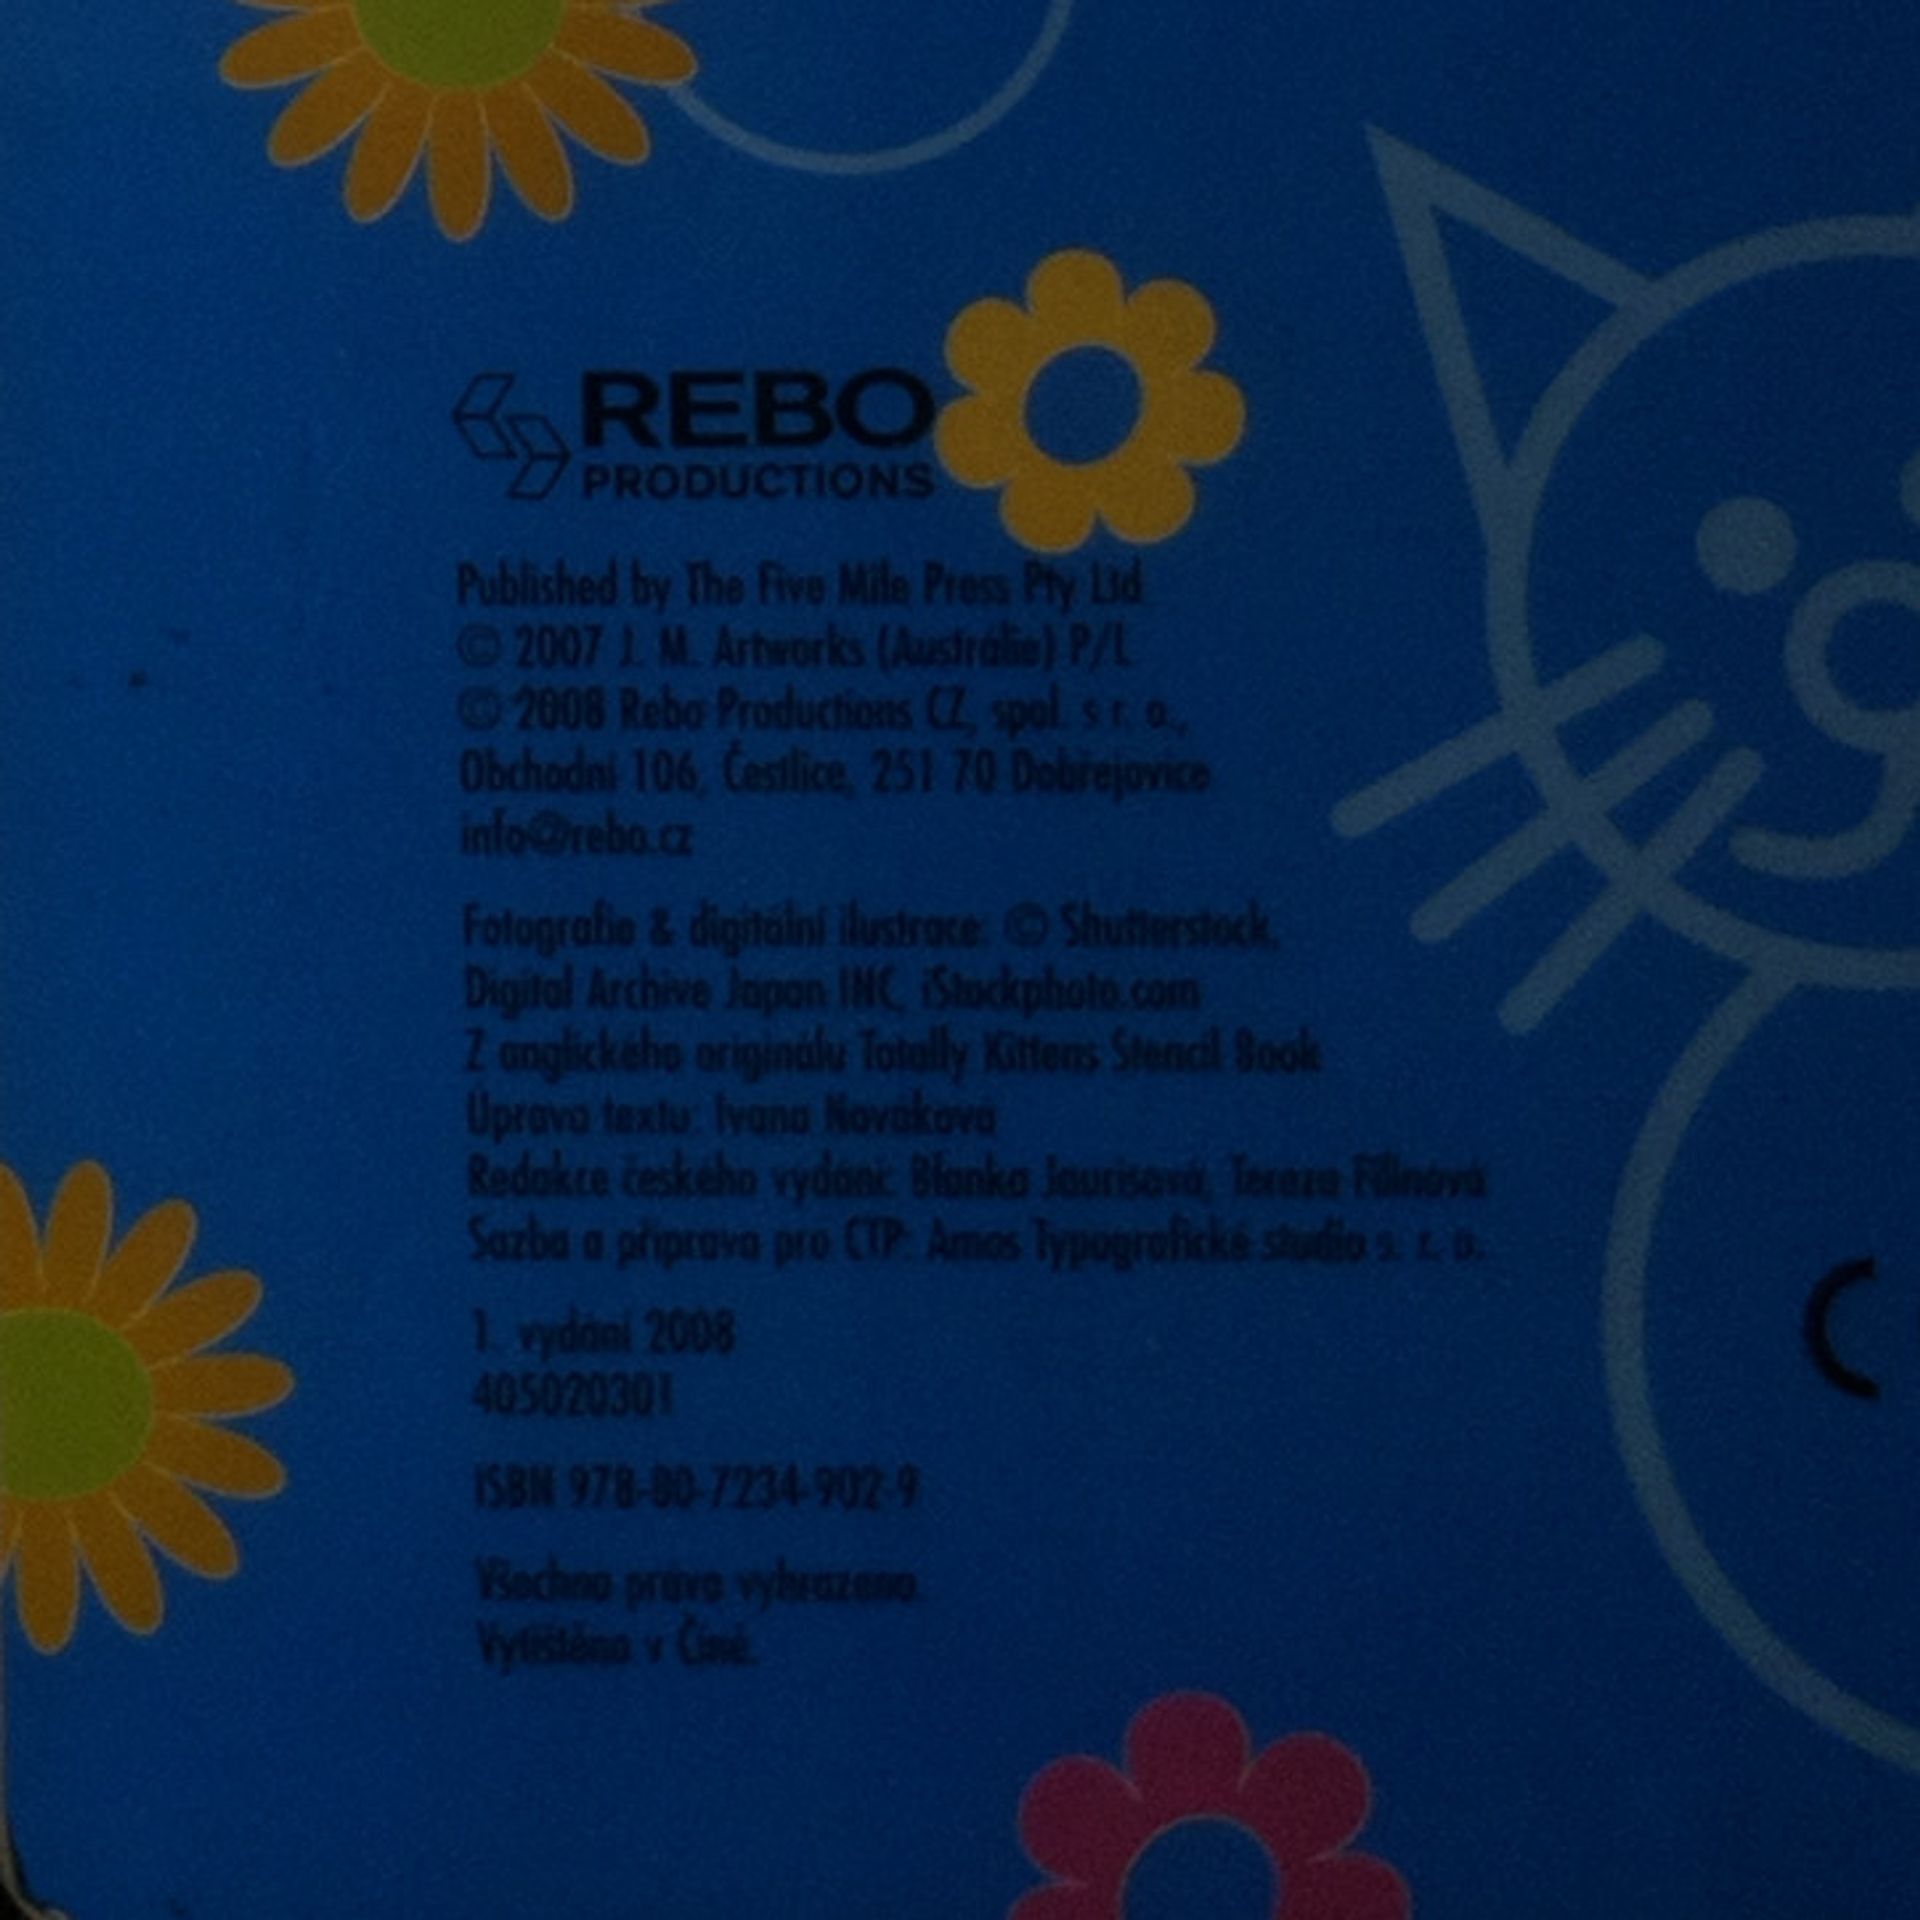 REBO
PRODUCTIONS
Published by The Five Mile Press Pty Ltd
© 2007 J. M. Artworks (Australie) P/L
© 2008 Rebo Productions CZ, spol. s r. o.,
Obchodní 106, Čestlice, 251 70 Dobřejovice
info@rebo.cz
Fotografie & digitální ilustrace: © Shutterstock,
Digital Archive Japan INC, iStockphoto.com
Z anglického originálu Totally Kittens Stencil Book
Úprava textu: Ivana Nováková
Redakce českého vydání: Blanka Jaurisová, Tereza
Sazba a příprava pro CTP: Amos Typografické studio s. r. o.
1. vydání 2008
405020301
ISBN 978-80-7234-902-9
Všechna práva vyhrazena.
Vytištěno v Číně.